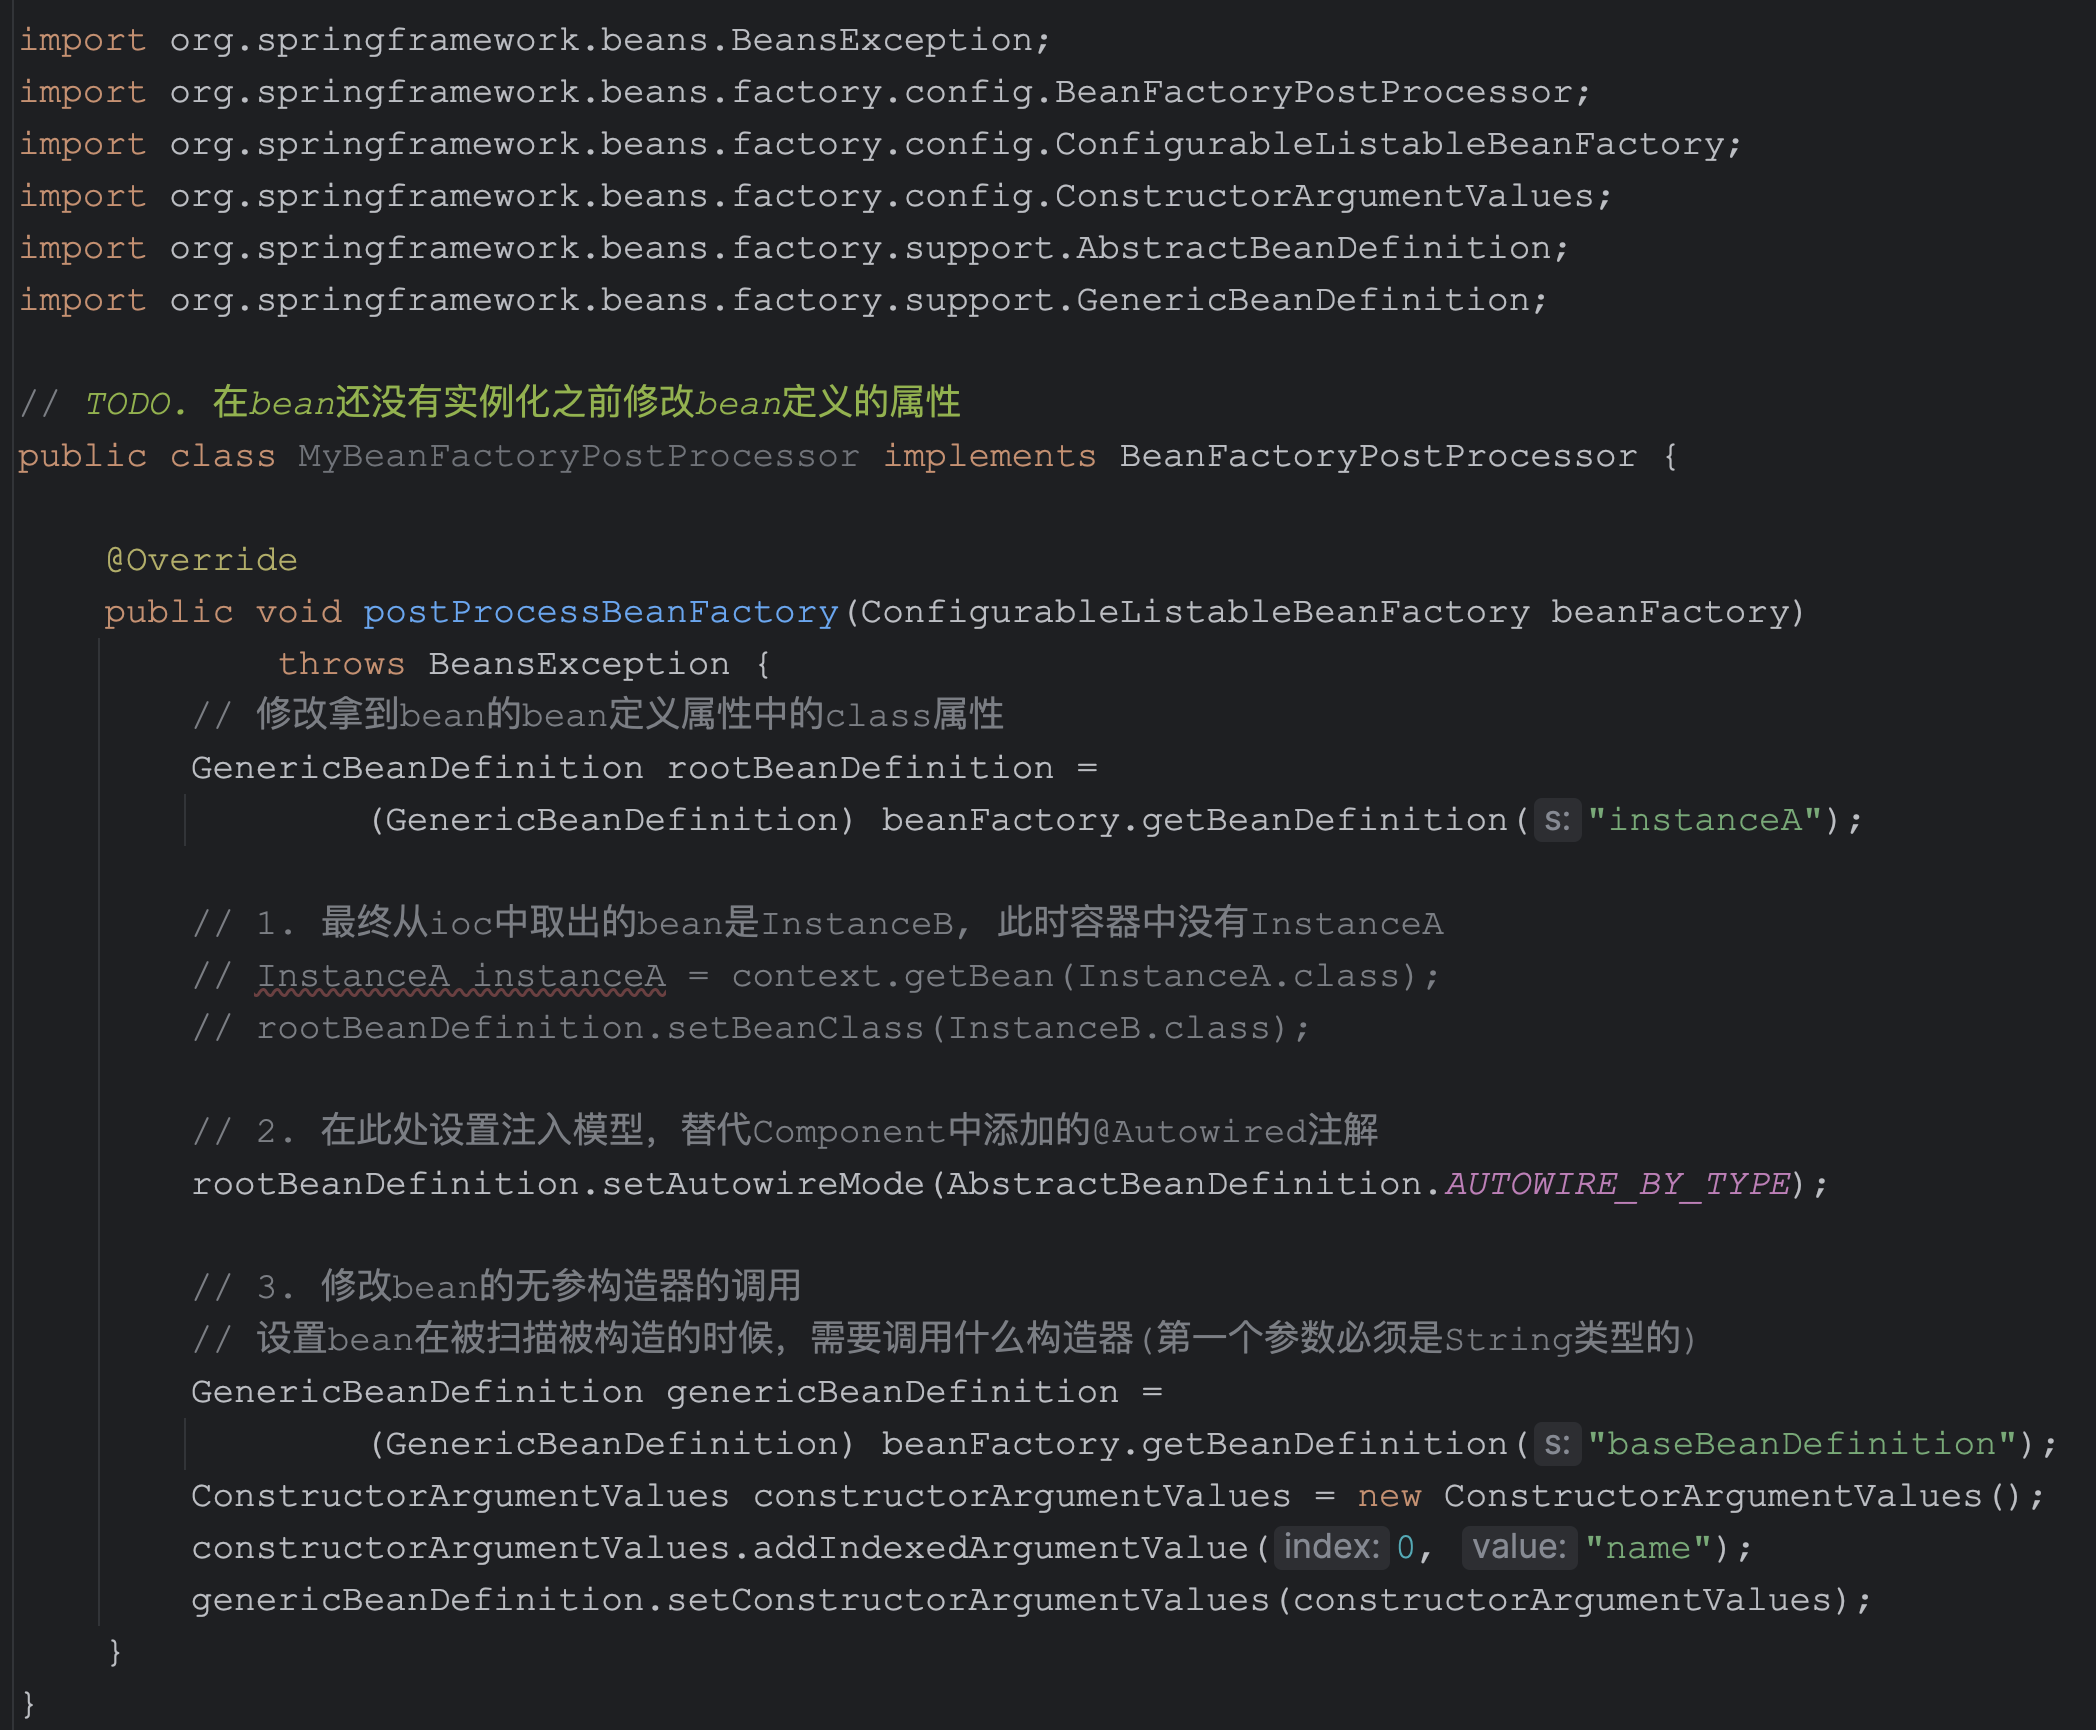 import org.springframework.beans.BeansException;
import org.springframework.beans.factory.config.BeanFactoryPostProcessor;
import org.springframework.beans.factory.config.ConfigurableListableBeanFactory;
import org.springframework.beans.factory.config.ConstructorArgumentValues;
import org.springframework.beans.factory.support.AbstractBeanDefinition;
import org.springframework.beans.factory.support.GenericBeanDefinition;
// TODO. 在bean还没有实例化之前修改bean定义的属性
public class MyBeanFactoryPostProcessor implements BeanFactoryPostProcessor {
@Override
public void postProcessBeanFactory(ConfigurableListableBeanFactory beanFactory)
throws BeansException {
// 修改拿到bean的bean定义属性中的class属性
GenericBeanDefinition rootBeanDefinition =
(GenericBeanDefinition) beanFactory.getBeanDefinition( s: "instanceA");
// 1. 最终从ioc中取出的bean是InstanceB, 此时容器中没有InstanceA
// InstanceA instanceA = context.getBean(InstanceA.class);
// rootBeanDefinition.setBeanClass(InstanceB.class);
// 2. 在此处设置注入模型，替代Component中添加的@Autowired注解
rootBeanDefinition.setAutowireMode(AbstractBeanDefinition.AUTOWIRE_BY_TYPE);
// 3. 修改bean的无参构造器的调用
// 设置bean在被扫描被构造的时候，需要调用什么构造器(第一个参数必须是String类型的)
GenericBeanDefinition genericBeanDefinition =
(GenericBeanDefinition) beanFactory.getBeanDefinition( s: "baseBeanDefinition");
ConstructorArgumentValues constructorArgumentValues = new ConstructorArgumentValues();
constructorArgumentValues.addIndexedArgumentValue( index: 0, value: "name");
genericBeanDefinition.setConstructorArgumentValues(constructorArgumentValues);
}
}